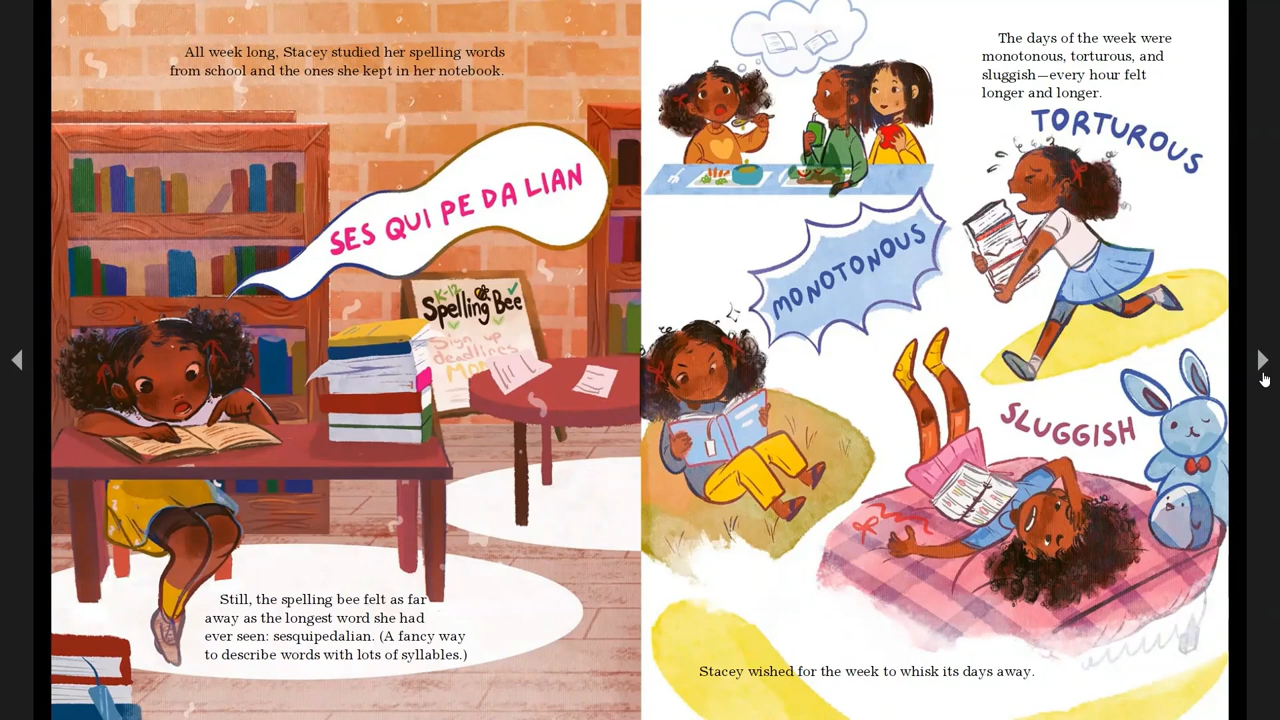 All week long, Stacey studied her spelling words
from school and the ones she kept in her notebook.
SES QUI PE DA LIAN
K-12
Spelling Bee
Sign up
deadlines
Still, the spelling bee felt as far
away as the longest word she had
ever seen: sesquipedalian. (A fancy way
to describe words with lots of syllables.)
The days of the week were
monotonous, torturous, and
sluggish—every hour felt
longer and longer.
TORTUROUS
MONOTONOUS
SLUGGISH
Stacey wished for the week to whisk its days away.